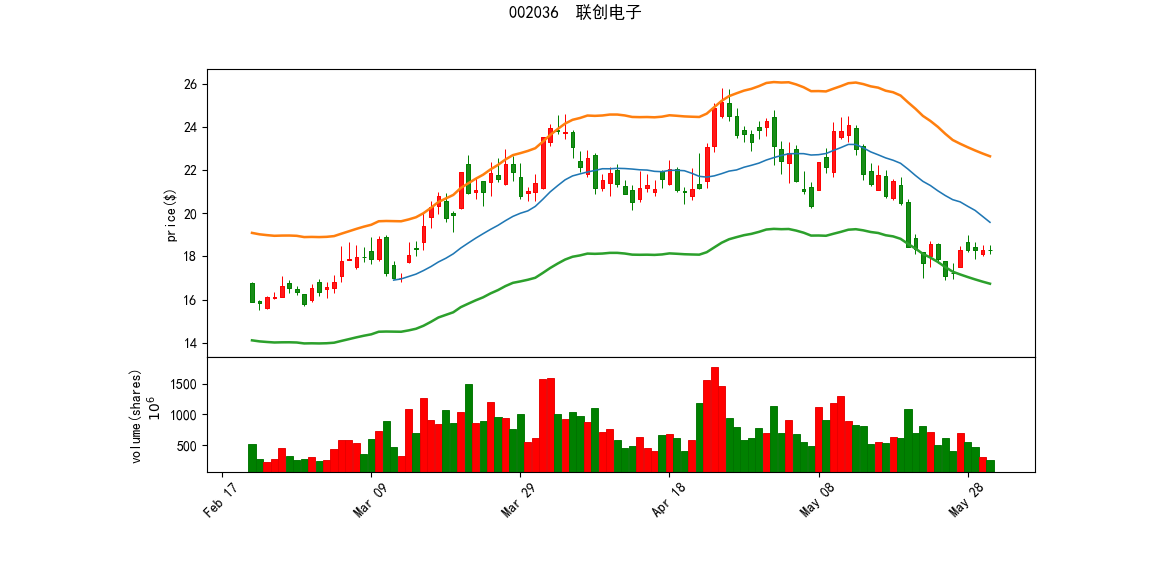 002036 联创电子
26
24
22
20
18
16
14
price($)
1500
1000
500
volume(shares)
10^6
Feb 17
Mar 09
Mar 29
Apr 18
May 08
May 28